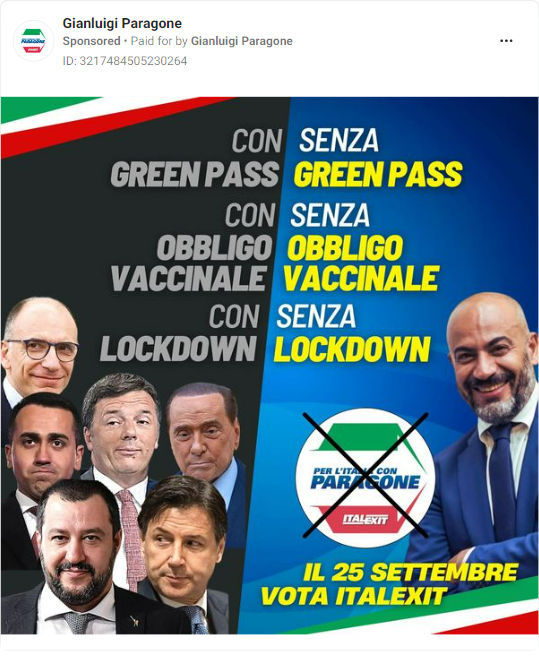 Gianluigi Paragone
Sponsored • Paid for by Gianluigi Paragone
ID: 3217484505230264
CON SENZA
GREEN PASS GREEN PASS
CON SENZA
OBBLIGO OBBLIGO
VACCINALE VACCINALE
CON SENZA
LOCKDOWN LOCKDOWN
PER L'ITALIA CON
PARAGONE
ITALEXIT
IL 25 SETTEMBRE
VOTA ITALEXIT